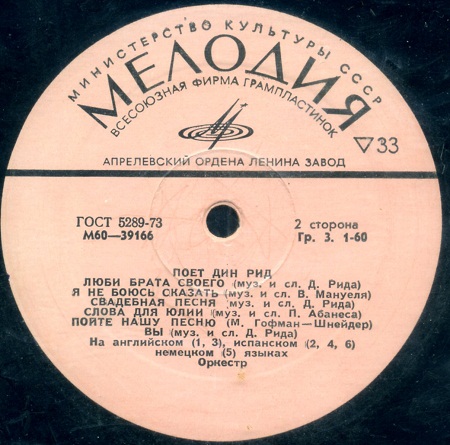 МИНИСТЕРСТВО КУЛЬТУРЫ СССР
МЕЛОДИЯ
ВСЕСОЮЗНАЯ ФИРМА ГРАМПЛАСТИНОК
▽33
АПРЕЛЕВСКИЙ ОРДЕНА ЛЕНИНА ЗАВОД
ГОСТ 5289-73
М60—39166
2 сторона
Гр. 3. 1-60
ПОЕТ ДИН РИД
ЛЮБИ БРАТА СВОЕГО (муз. и сл. Д. Рида)
Я НЕ БОЮСЬ СКАЗАТЬ (муз. и сл. В. Мануеля)
СВАДЕБНАЯ ПЕСНЯ (муз. и сл. Д. Рида)
СЛОВА ДЛЯ ЮЛИИ (муз. и сл. П. Абанеса)
ПОЙТЕ НАШУ ПЕСНЮ (М. Гофман—Шнейдер)
ВЫ (муз. и сл. Д. Рида)
На английском (1, 3), испанском (2, 4, 6)
немецком (5) языках
Оркестр